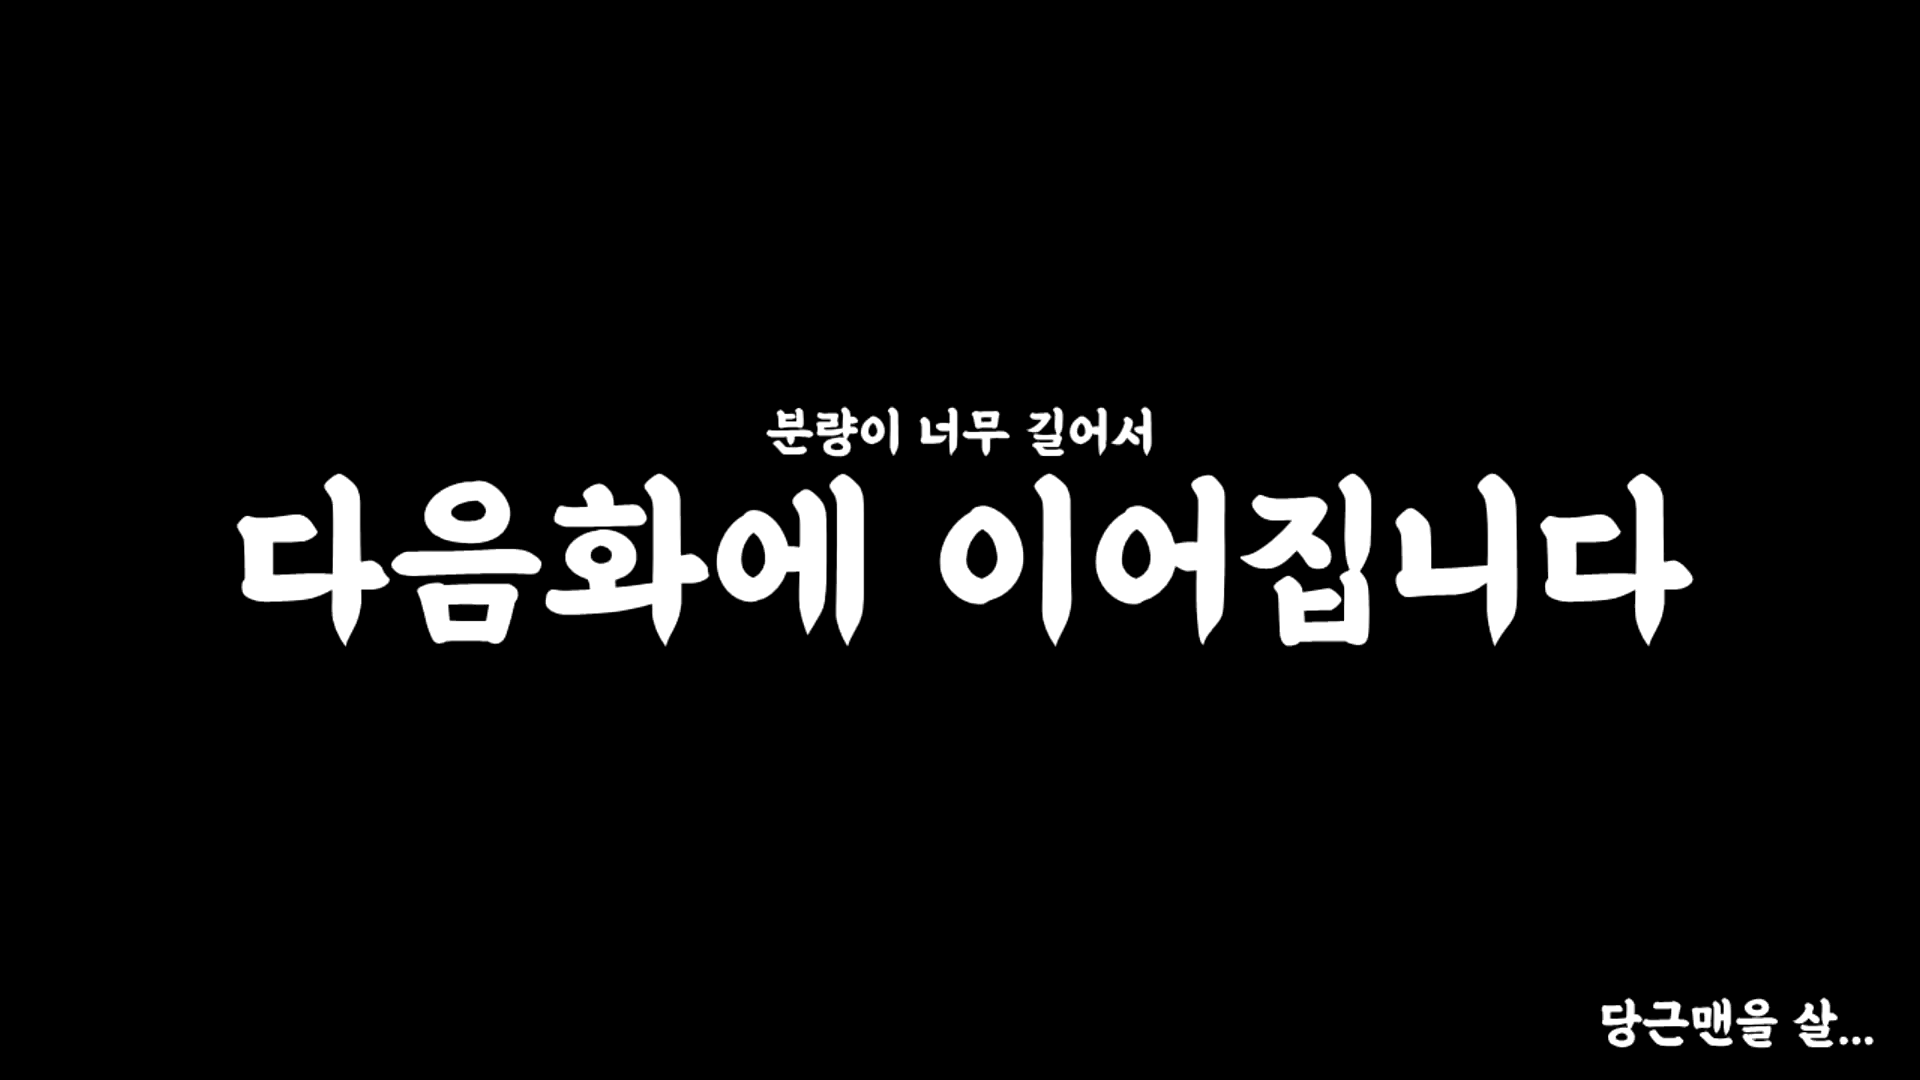 분량이 너무 길어서
다음화에 이어집니다
당근맨을 살...